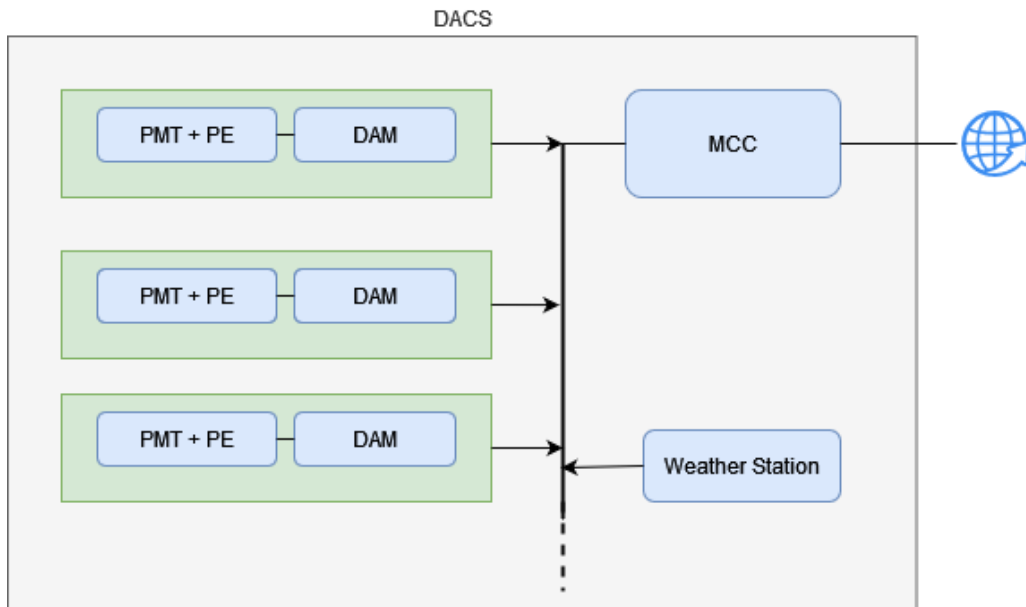 DACS
PMT + PE
DAM
MCC
PMT + PE
DAM
PMT + PE
DAM
Weather Station